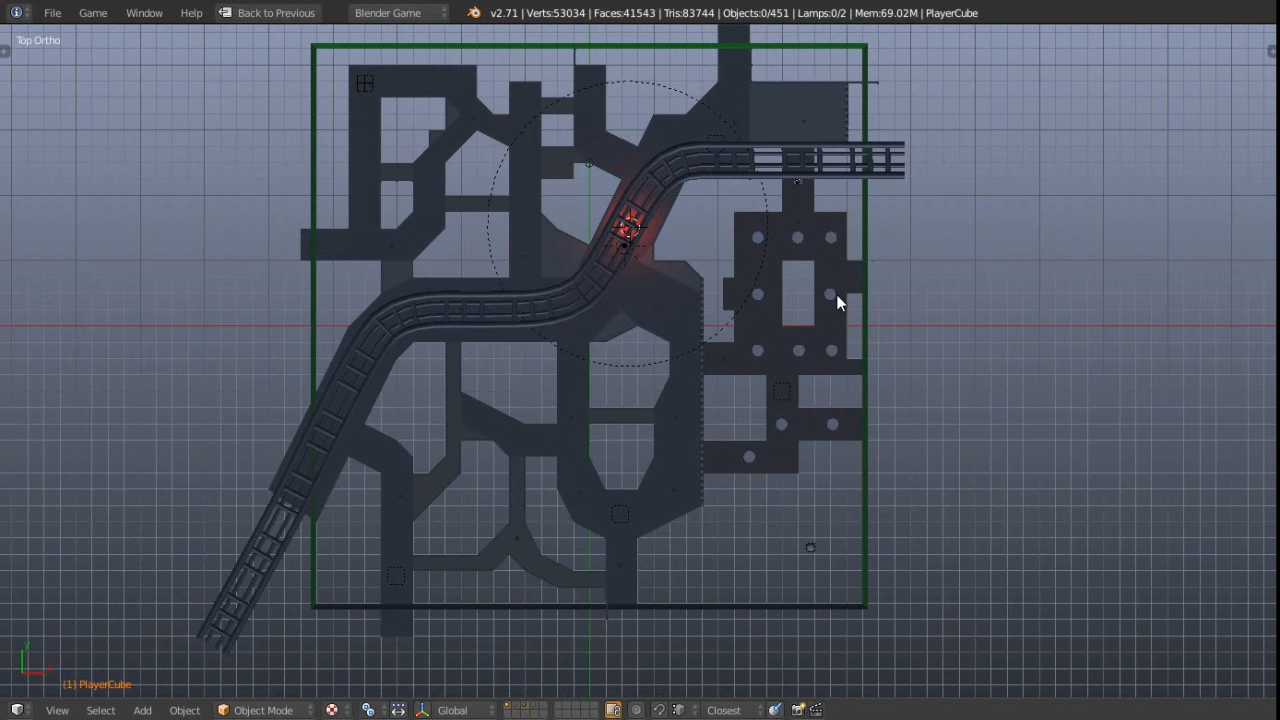 File Game Window Help Back to Previous Blender Game v2.71 | Verts:53034 | Faces:41543 | Tris:83744 | Objects:0/451 | Lamps:0/2 | Mem:69.02M | PlayerCube
Top Ortho
y
x
(1) PlayerCube
View Select Add Object Object Mode Global Closest